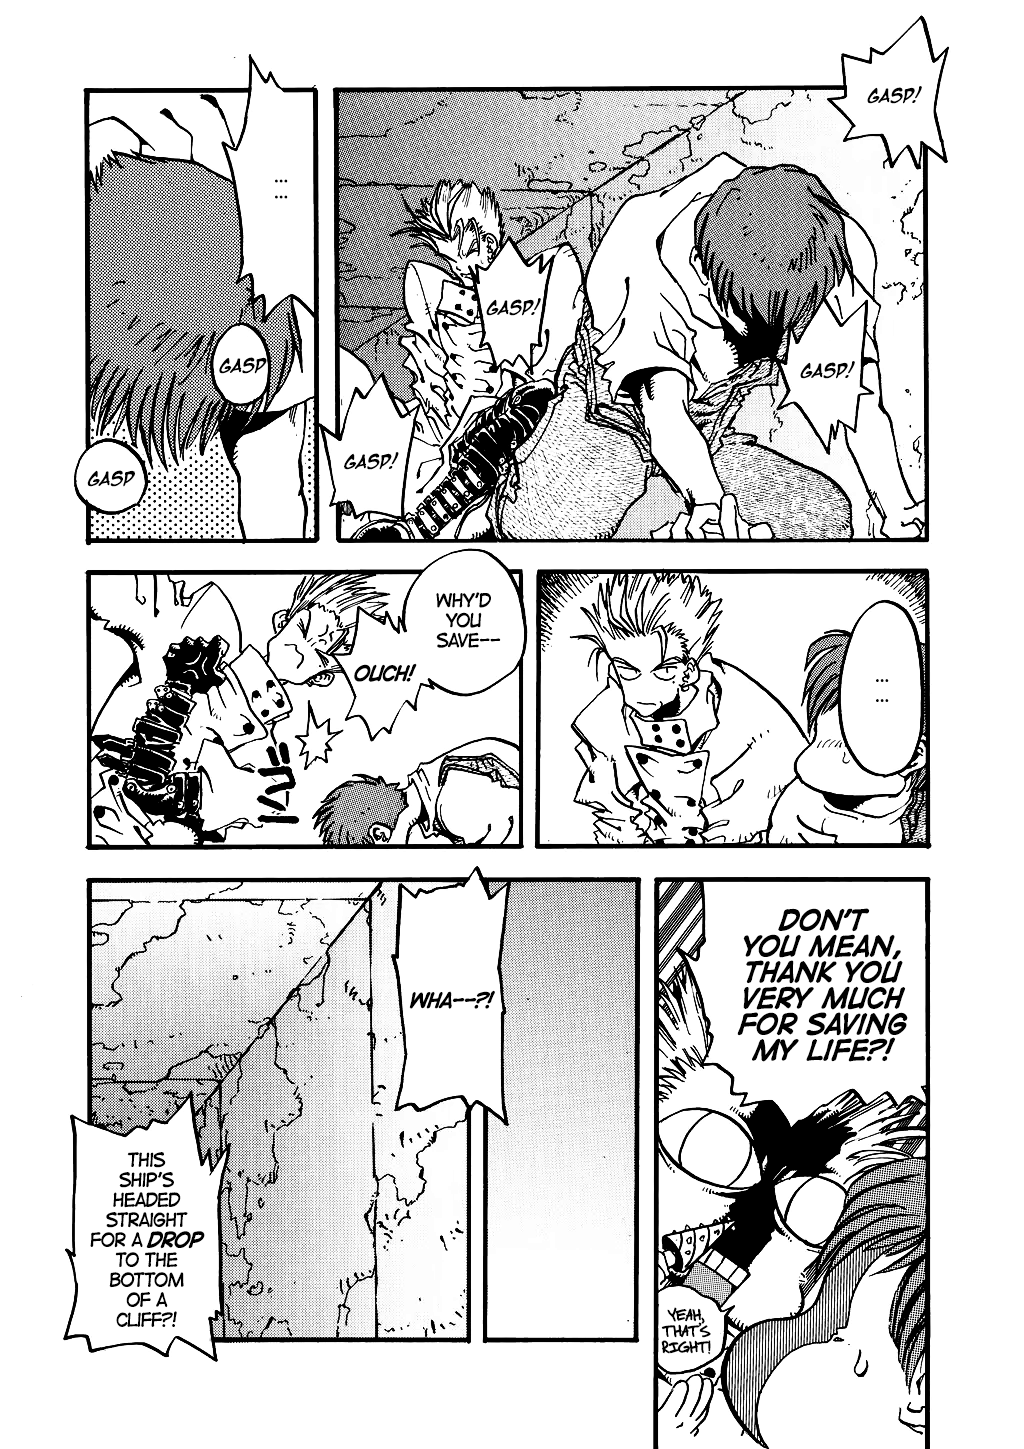 GASP!
GASP!
GASP!
GASP!
...
...
GASP
GASP
...
...
WHY'D
YOU
SAVE--
OUCH!
DON'T
YOU MEAN,
THANK YOU
VERY MUCH
FOR SAVING
MY LIFE?!
YEAH,
THAT'S
RIGHT!
WHA--?!
THIS
SHIP'S
HEADED
STRAIGHT
FOR A DROP
TO THE
BOTTOM
OF A
CLIFF?!